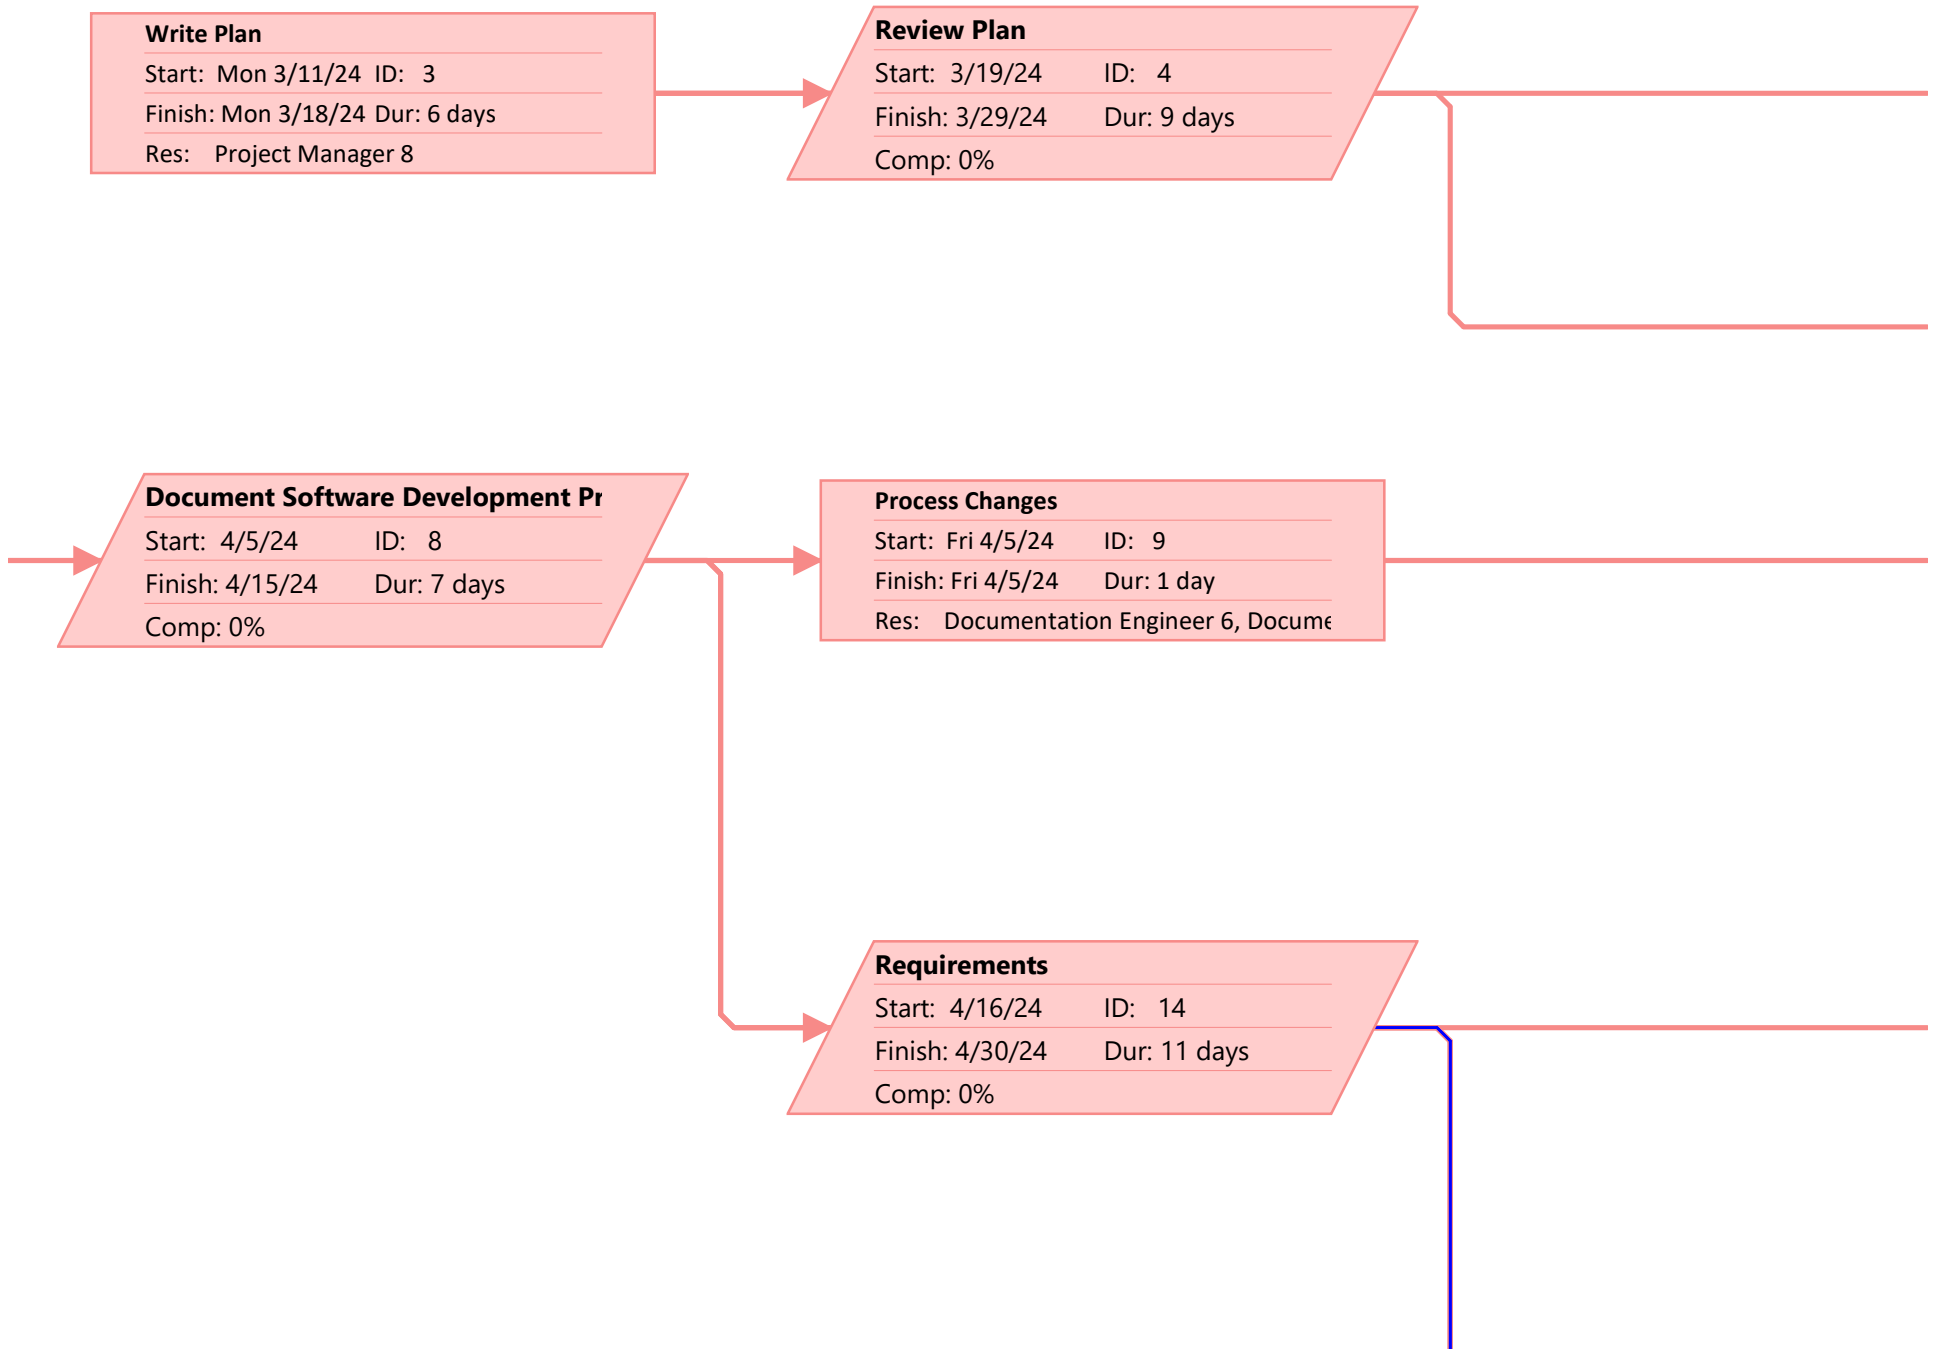 Write Plan
Start: Mon 3/11/24 ID: 3
Finish: Mon 3/18/24 Dur: 6 days
Res: Project Manager 8
Review Plan
Start: 3/19/24 ID: 4
Finish: 3/29/24 Dur: 9 days
Comp: 0%
Document Software Development Pr
Start: 4/5/24 ID: 8
Finish: 4/15/24 Dur: 7 days
Comp: 0%
Process Changes
Start: Fri 4/5/24 ID: 9
Finish: Fri 4/5/24 Dur: 1 day
Res: Documentation Engineer 6, Docume
Requirements
Start: 4/16/24 ID: 14
Finish: 4/30/24 Dur: 11 days
Comp: 0%